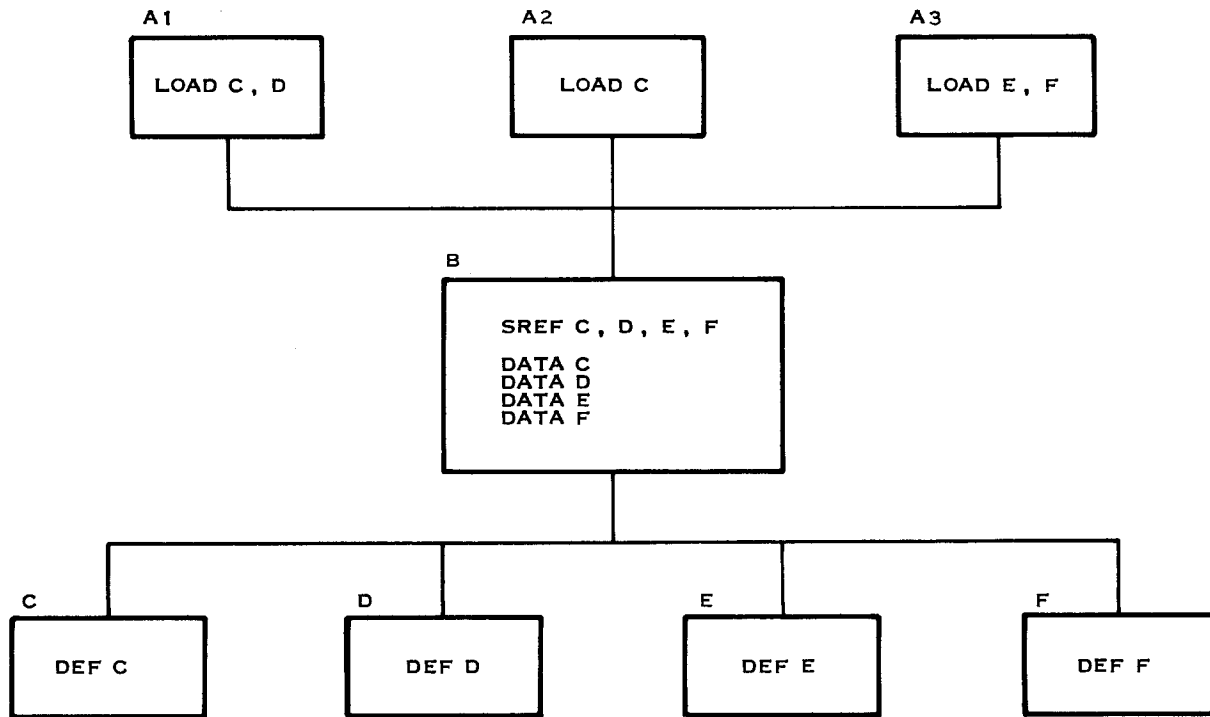 A1
A2
A3
LOAD C, D
LOAD C
LOAD E, F
B
SREF C, D, E, F
DATA C
DATA D
DATA E
DATA F
C
D
E
F
DEF C
DEF D
DEF E
DEF F